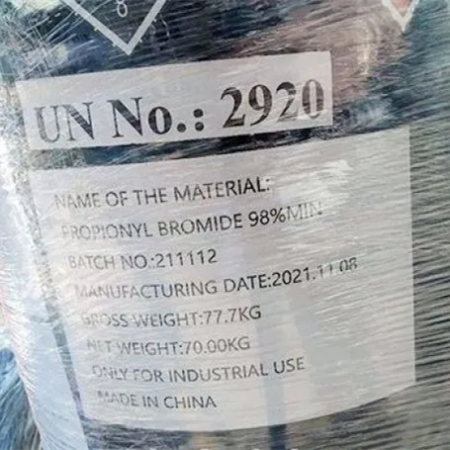 8
UN No.: 2920
NAME OF THE MATERIAL:
PROPIONYL BROMIDE 98%MIN
BATCH NO.:211112
MANUFACTURING DATE:2021.11.08
GROSS WEIGHT:77.7KG
NET WEIGHT:70.00KG
ONLY FOR INDUSTRIAL USE
MADE IN CHINA